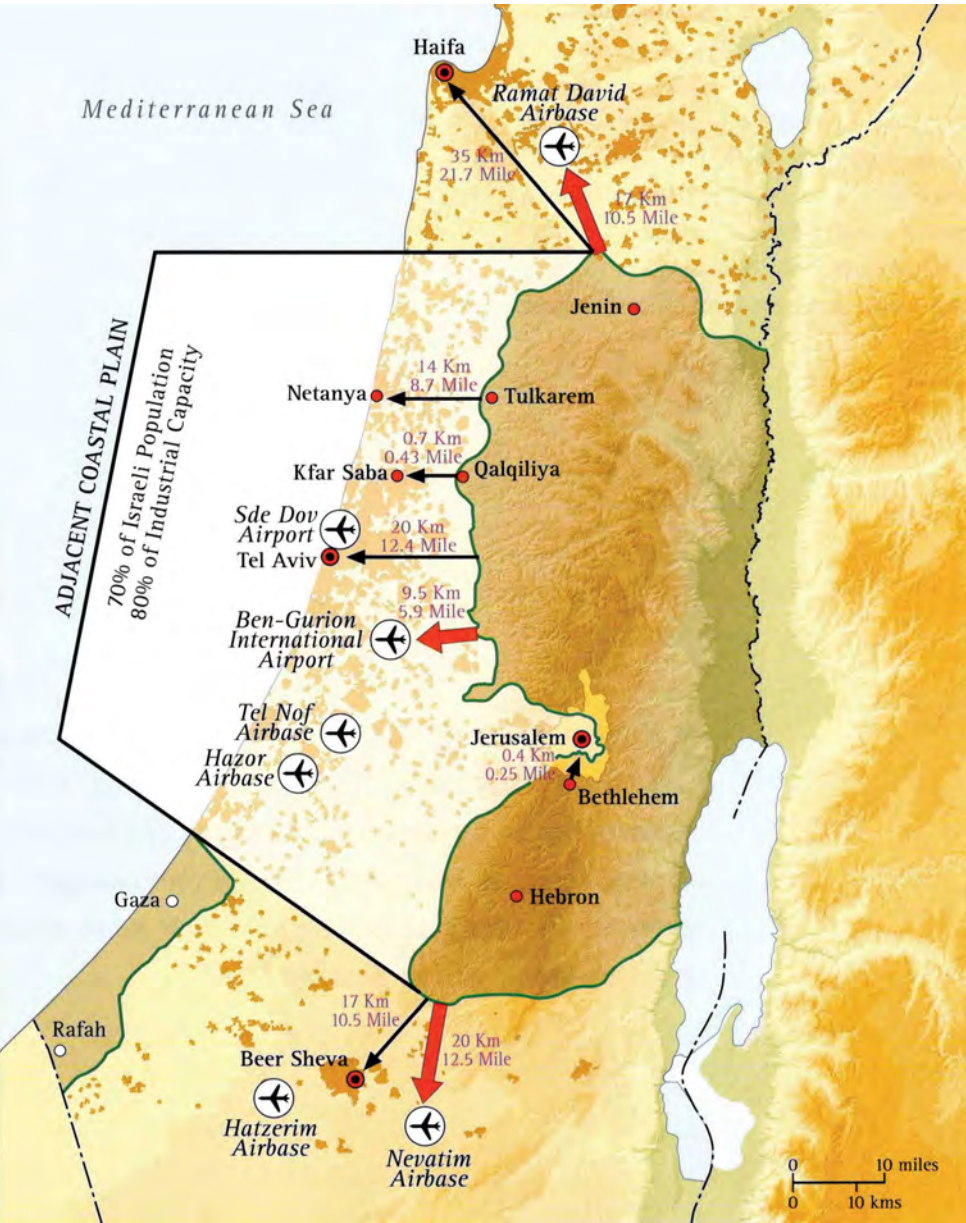 Haifa
Mediterranean Sea
Ramat David
Airbase
35 Km
21.7 Mile
17 Km
10.5 Mile
ADJACENT COASTAL PLAIN
70% of Israeli Population
80% of Industrial Capacity
Jenin
14 Km
8.7 Mile
Netanya
Tulkarem
0.7 Km
0.43 Mile
Kfar Saba
Qalqiliya
Sde Dov
Airport
20 Km
12.4 Mile
Tel Aviv
9.5 Km
5.9 Mile
Ben-Gurion
International
Airport
Tel Nof
Airbase
Hazor
Airbase
Jerusalem
0.4 Km
0.25 Mile
Bethlehem
Gaza
Hebron
17 Km
10.5 Mile
Rafah
20 Km
12.5 Mile
Beer Sheva
Hatzerim
Airbase
Nevatim
Airbase
0 10 miles
0 10 kms